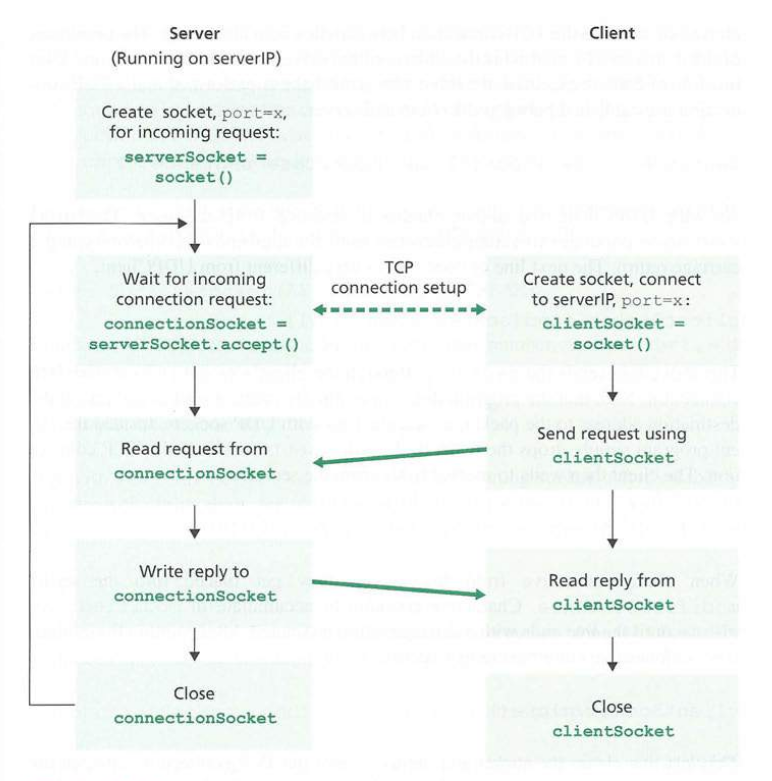 Server
(Running on serverIP)
Create socket, port=x,
for incoming request:
serverSocket =
socket()
Wait for incoming
connection request:
connectionSocket =
serverSocket.accept()
Read request from
connectionSocket
Write reply to
connectionSocket
Close
connectionSocket
TCP
connection setup
Client
Create socket, connect
to serverIP, port=x:
clientSocket =
socket()
Send request using
clientSocket
Read reply from
clientSocket
Close
clientSocket